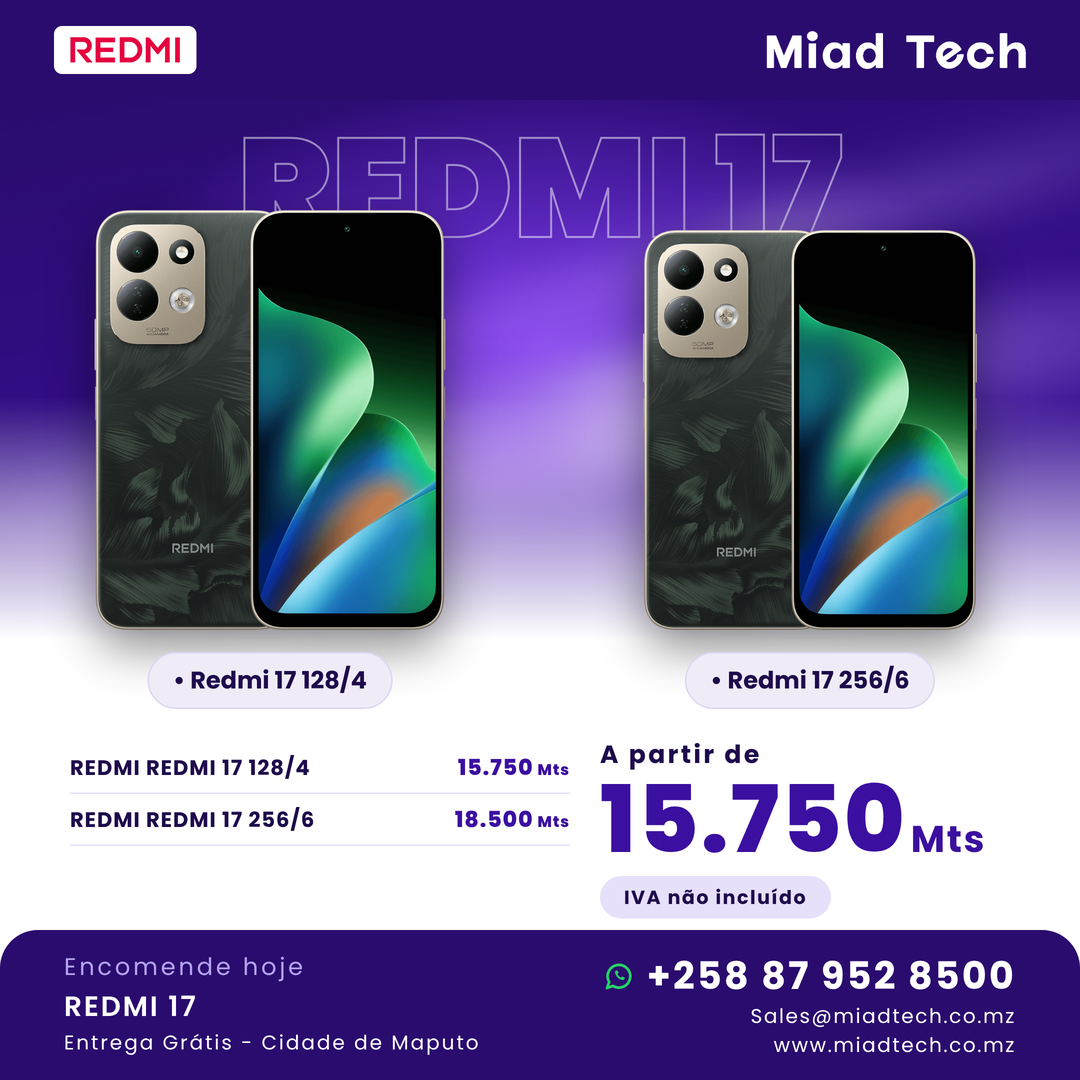 REDMI
Miad Tech
REDMI 17
50MP
REDMI
50MP
REDMI
• Redmi 17 128/4
• Redmi 17 256/6
REDMI REDMI 17 128/4 15.750 Mts
REDMI REDMI 17 256/6 18.500 Mts
A partir de
15.750 Mts
IVA não incluído
Encomende hoje
REDMI 17
Entrega Grátis - Cidade de Maputo
+258 87 952 8500
Sales@miadtech.co.mz
www.miadtech.co.mz